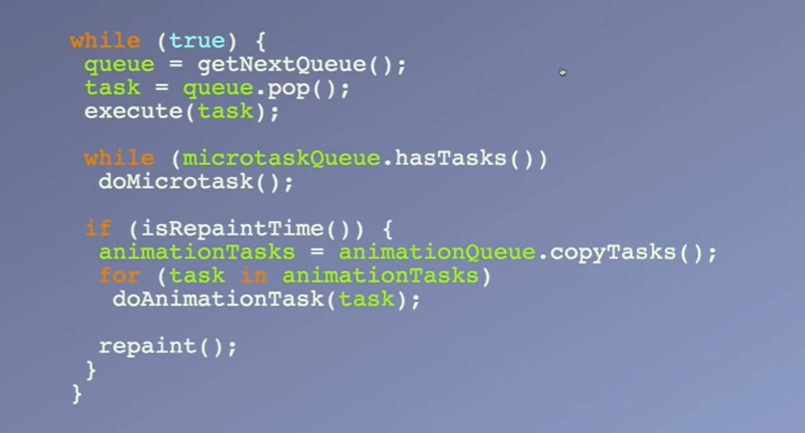 while (true) {
queue = getNextQueue();
task = queue.pop();
execute(task);
while (microtaskQueue.hasTasks())
doMicrotask();
if (isRepaintTime()) {
animationTasks = animationQueue.copyTasks();
for (task in animationTasks)
doAnimationTask(task);
repaint();
}
}